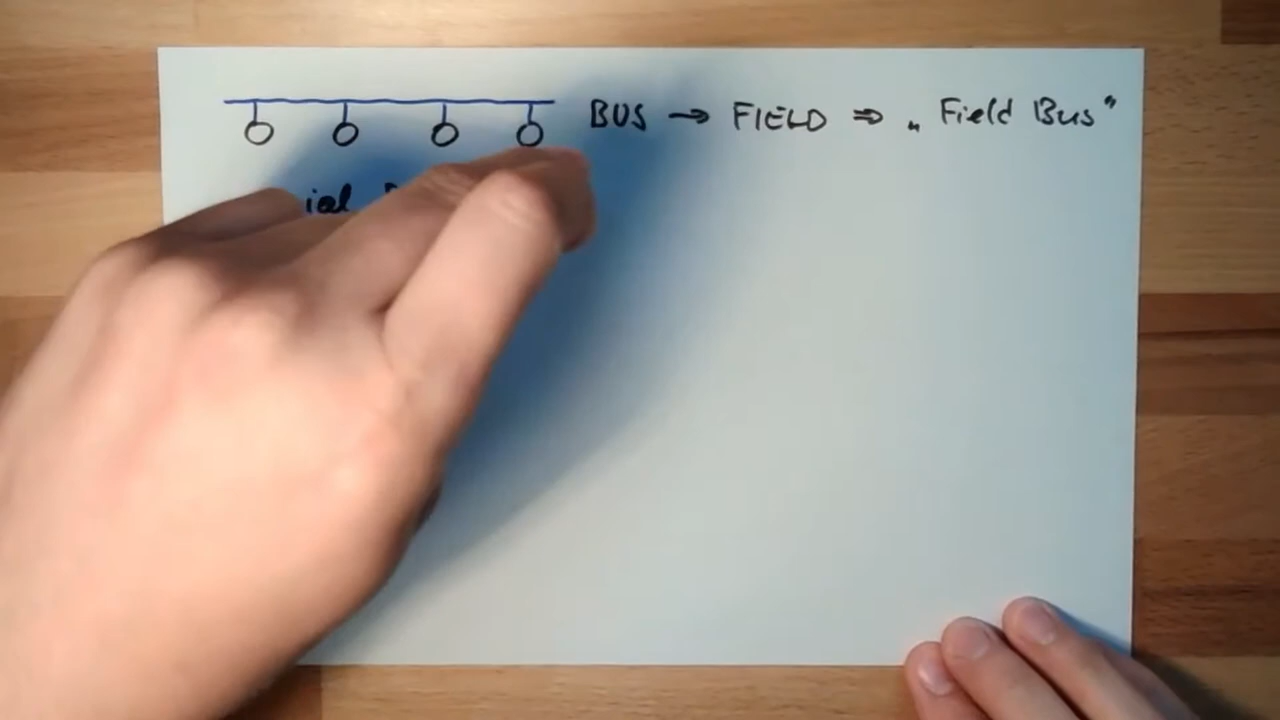 BUS → FIELD ⇒ „Field Bus"